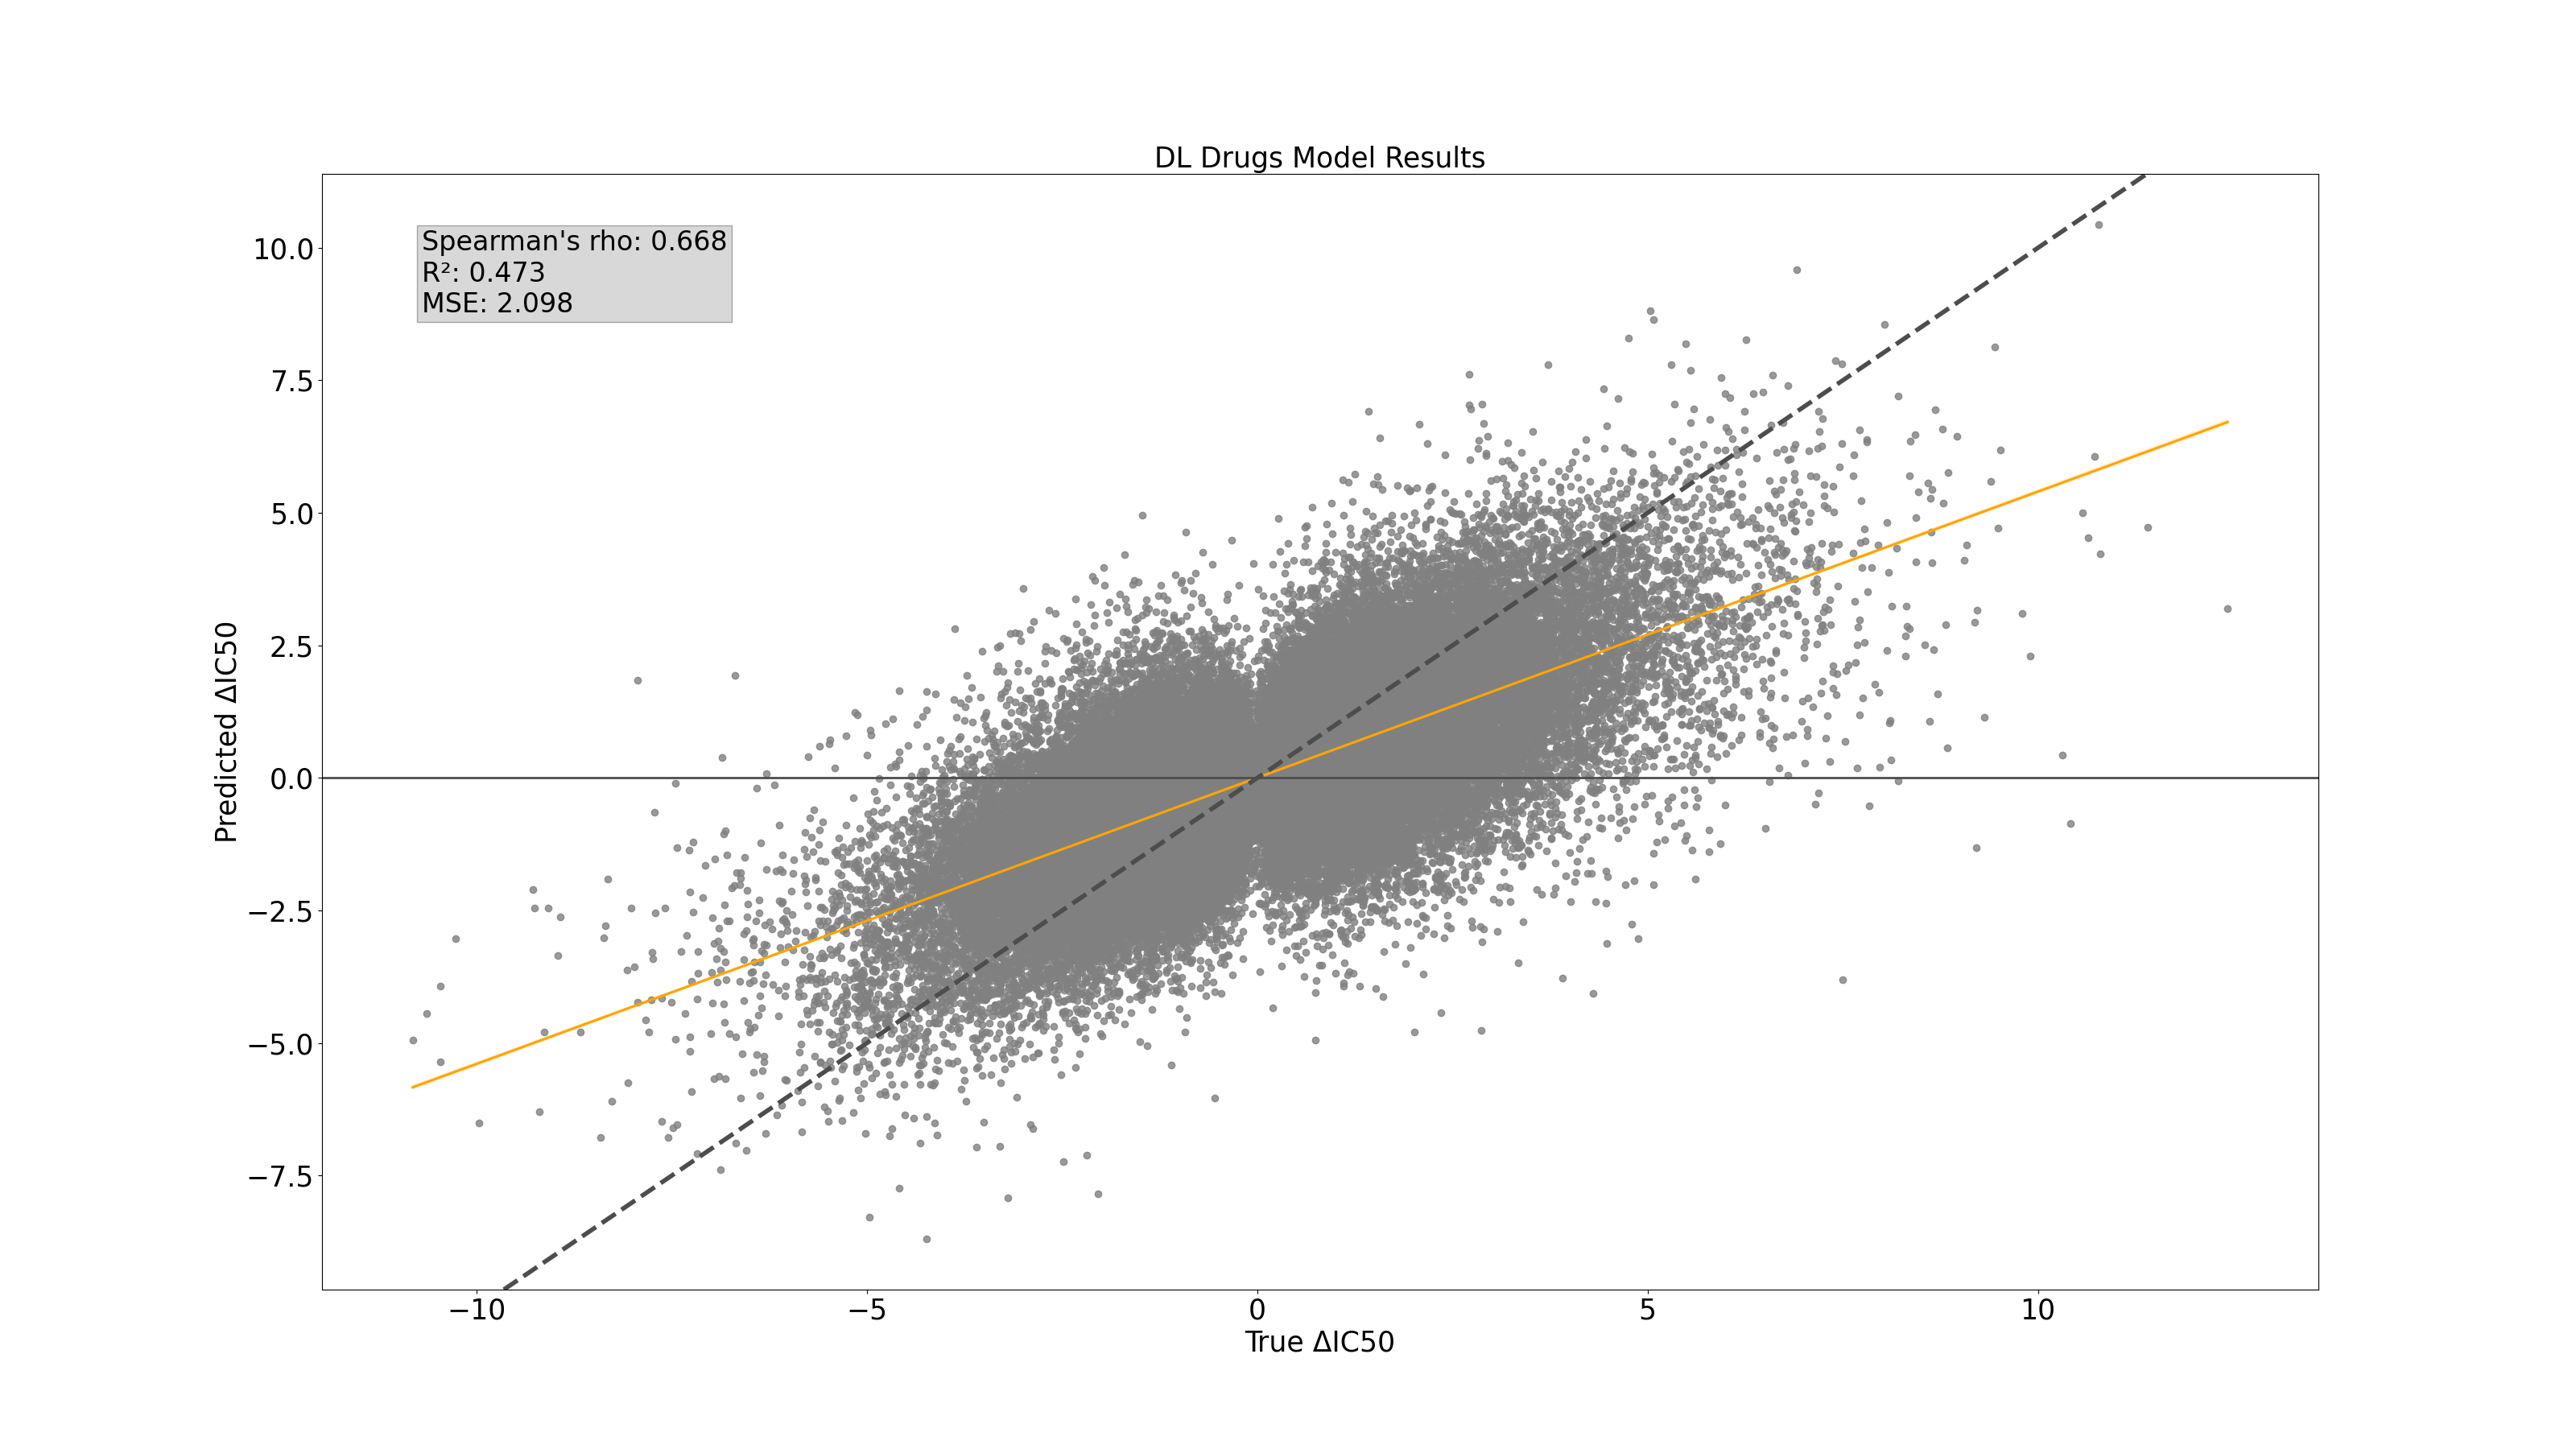 DL Drugs Model Results
Spearman's rho: 0.668
R²: 0.473
MSE: 2.098
10.0
7.5
5.0
2.5
0.0
−2.5
−5.0
−7.5
Predicted ΔIC50
−10
−5
0
5
10
True ΔIC50